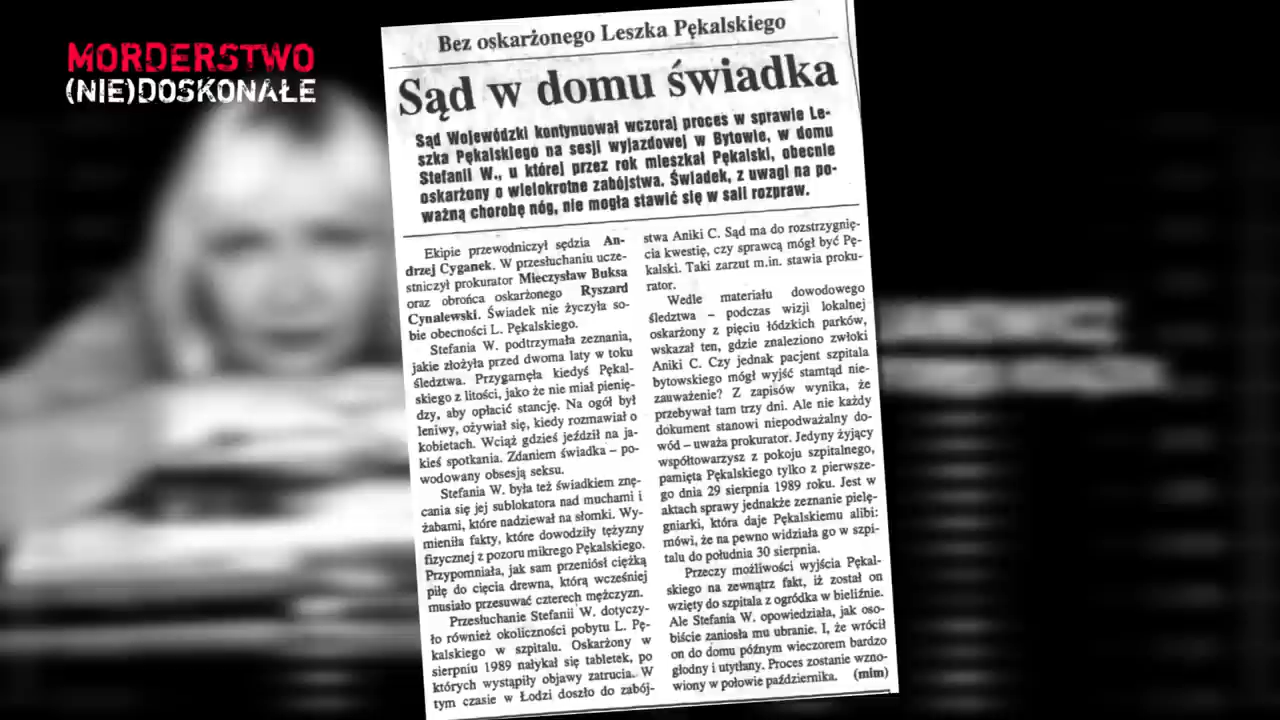 MORDERSTWO
(NIE)DOSKONAŁE
Bez oskarżonego Leszka Pękalskiego
Sąd w domu świadka
Sąd Wojewódzki kontynuował wczoraj proces w sprawie Le-
szka Pękalskiego na sesji wyjazdowej w Bytowie, w domu
Stefanii W., u której przez rok mieszkał Pękalski, obecnie
oskarżony o wielokrotne zabójstwa. Świadek, z uwagi na po-
ważną chorobę nóg, nie mogła stawić się w sali rozpraw.
Ekipie przewodniczył sędzia An-
drzej Cyganek. W przesłuchaniu ucze-
stniczył prokurator Mieczysław Buksa
oraz obrońca oskarżonego Ryszard
Cynalewski. Świadek nie życzyła so-
bie obecności L. Pękalskiego.
Stefania W. podtrzymała zeznania,
jakie złożyła przed dwoma laty w toku
śledztwa. Przygarnęła kiedyś Pękal-
skiego z litości, jako że nie miał pienię-
dzy, aby opłacić stancję. Na ogół był
leniwy, ożywiał się, kiedy rozmawiał o
kobietach. Wciąż gdzieś jeździł na ja-
kieś spotkania. Zdaniem świadka – po-
wodowany obsesją seksu.
Stefania W. była też świadkiem znę-
cania się jej sublokatora nad muchami i
żabami, które nadziewał na słomki. Wy-
mieniła fakty, które dowodziły tężyzny
fizycznej z pozoru mikrego Pękalskiego.
Przypomniała, jak sam przeniósł ciężką
piłę do cięcia drewna, którą wcześniej
musiało przesuwać czterech mężczyzn.
Przesłuchanie Stefanii W. dotyczy-
ło również okoliczności pobytu L. Pę-
kalskiego w szpitalu. Oskarżony w
sierpniu 1989 nałykał się tabletek, po
których wystąpiły objawy zatrucia. W
tym czasie w Łodzi doszło do zabój-
stwa Aniki C. Sąd ma do rozstrzygnię-
cia kwestię, czy sprawcą mógł być Pę-
kalski. Taki zarzut m.in. stawia proku-
rator.
Wedle materiału dowodowego
śledztwa – podczas wizji lokalnej
oskarżony z pięciu łódzkich parków,
wskazał ten, gdzie znaleziono zwłoki
Aniki C. Czy jednak pacjent szpitala
bytowskiego mógł wyjść stamtąd nie-
zauważenie? Z zapisów wynika, że
przebywał tam trzy dni. Ale nie każdy
dokument stanowi niepodważalny do-
wód – uważa prokurator. Jedyny żyjący
współtowarzysz z pokoju szpitalnego,
pamięta Pękalskiego tylko z pierwsze-
go dnia 29 sierpnia 1989 roku. Jest w
aktach sprawy jednakże zeznanie pielę-
gniarki, która daje Pękalskiemu alibi:
mówi, że na pewno widziała go w szpi-
talu do południa 30 sierpnia.
Przeczy możliwości wyjścia Pękal-
skiego na zewnątrz fakt, iż został on
wzięty do szpitala z ogródka w bieliźnie.
Ale Stefania W. opowiedziała, jak oso-
biście zaniosła mu ubranie. I, że wrócił
on do domu późnym wieczorem bardzo
głodny i utytłany. Proces zostanie wzno-
wiony w połowie października. (mim)